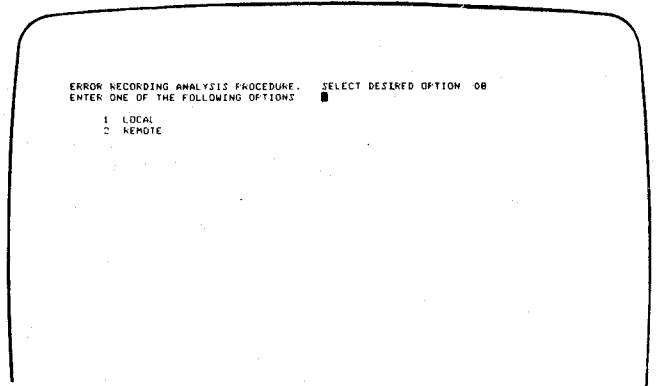 ERROR RECORDING ANALYSIS PROCEDURE. SELECT DESIRED OPTION 08
ENTER ONE OF THE FOLLOWING OPTIONS
1 LOCAL
2 REMOTE